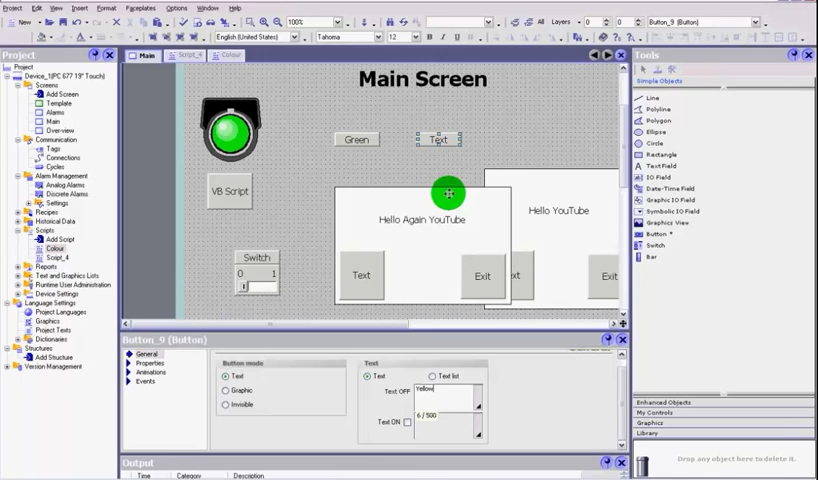 Project Edit View Insert Format Faceplates Options Window Help
New 100% All Layers 0 0 Button_9 (Button)
English (United States) Tahoma 12 B
Project
Main Script_4 Colour
Tools
Project
Device_1(PC 677 19" Touch)
Screens
Add Screen
Template
Alarms
Main
Over-view
Communication
Tags
Connections
Cycles
Alarm Management
Analog Alarms
Discrete Alarms
Settings
Recipes
Historical Data
Scripts
Add Script
Colour
Script_4
Reports
Text and Graphics Lists
Runtime User Administration
Device Settings
Language Settings
Project Languages
Graphics
Project Texts
Dictionaries
Structures
Add Structure
Version Management
Main Screen
Green Text
VB Script
Hello Again YouTube
Hello YouTube
Switch
0 1
Text Exit ext Exit
Simple Objects
Line
Polyline
Polygon
Ellipse
Circle
Rectangle
Text Field
IO Field
Date-Time Field
Graphic IO Field
Symbolic IO Field
Graphics View
Button *
Switch
Bar
Enhanced Objects
My Controls
Graphics
Library
Drop any object here to delete it.
Button_9 (Button)
General
Properties
Animations
Events
Button mode
Text
Graphic
Invisible
Text
Text Text list
Text OFF Yellow
6 / 500
Text ON
Output
Time Category Description